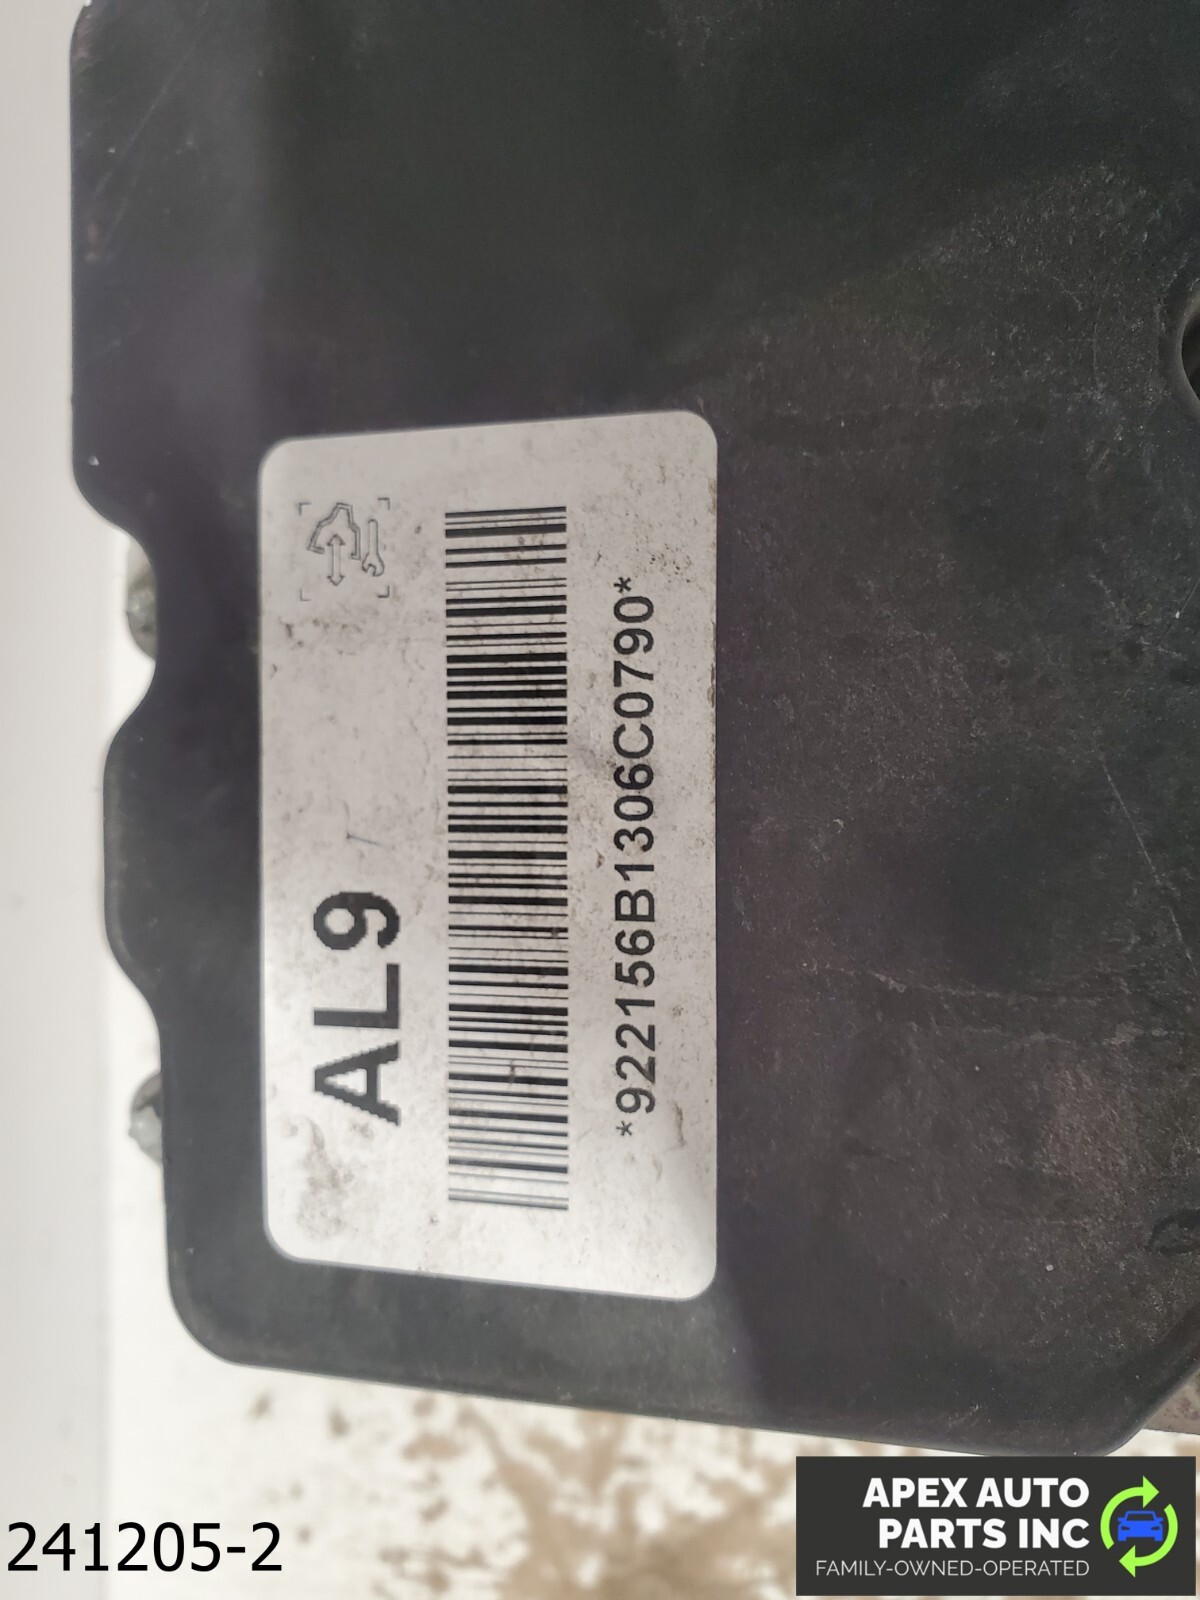 AL9
*922156B1306C0790*
241205-2
APEX AUTO
PARTS INC
FAMILY-OWNED-OPERATED